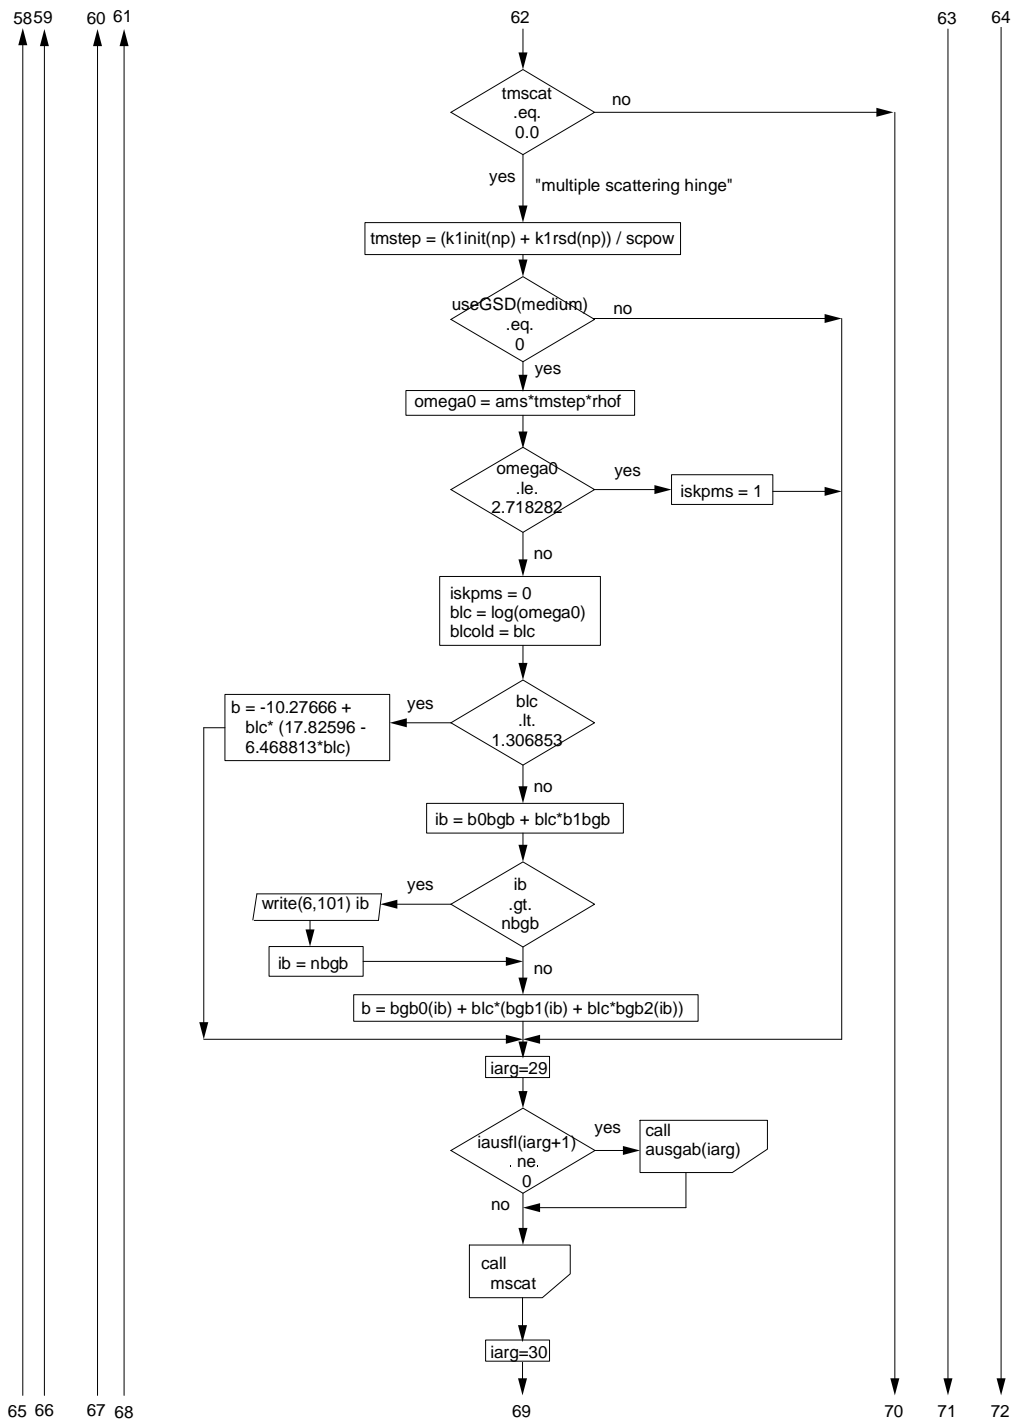 58 59 60 61 62 63 64
tmscat
.eq.
0.0
no
yes
"multiple scattering hinge"
tmstep = (k1init(np) + k1rsd(np)) / scpow
useGSD(medium)
.eq.
0
no
yes
omega0 = ams*tmstep*rhof
omega0
.le.
2.718282
yes
iskpms = 1
no
iskpms = 0
blc = log(omega0)
blcold = blc
blc
.lt.
1.306853
yes
b = -10.27666 +
blc* (17.82596 -
6.468813*blc)
no
ib = b0bgb + blc*b1bgb
ib
.gt.
nbgb
yes
write(6,101) ib
ib = nbgb
no
b = bgb0(ib) + blc*(bgb1(ib) + blc*bgb2(ib))
iarg=29
iausfl(iarg+1)
. ne.
0
yes
call
ausgab(iarg)
no
call
mscat
iarg=30
65 66 67 68 69 70 71 72